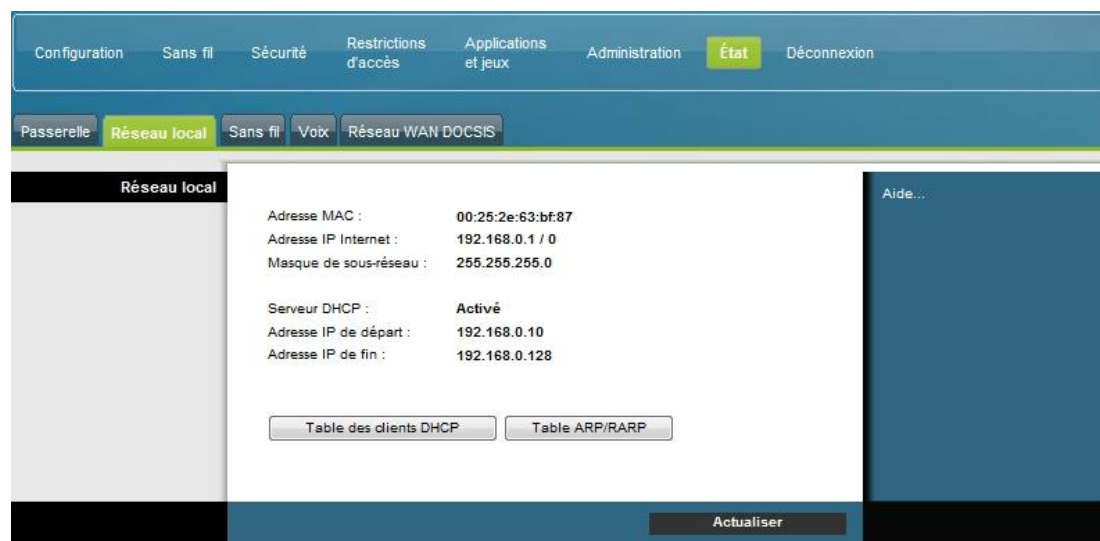 Configuration Sans fil Sécurité Restrictions d'accès Applications et jeux Administration État Déconnexion
Passerelle Réseau local Sans fil Voix Réseau WAN DOCSIS
Réseau local
Aide...
Adresse MAC : 00:25:2e:63:bf:87
Adresse IP Internet : 192.168.0.1 / 0
Masque de sous-réseau : 255.255.255.0
Serveur DHCP : Activé
Adresse IP de départ : 192.168.0.10
Adresse IP de fin : 192.168.0.128
Table des clients DHCP Table ARP/RARP
Actualiser